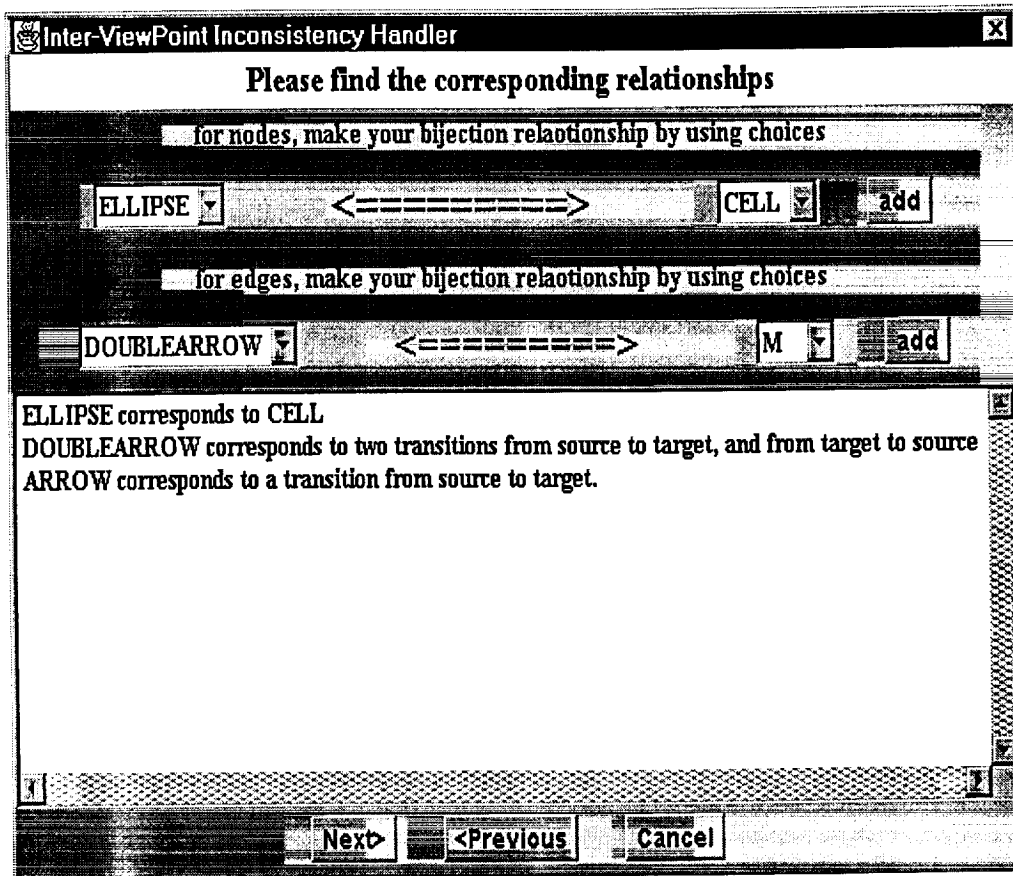 Inter-ViewPoint Inconsistency Handler
Please find the corresponding relationships
for nodes, make your bijection relaotionship by using choices
ELLIPSE <==========> CELL add
for edges, make your bijection relaotionship by using choices
DOUBLEARROW <=========> M add
ELLIPSE corresponds to CELL
DOUBLEARROW corresponds to two transitions from source to target, and from target to source
ARROW corresponds to a transition from source to target.
Next> <Previous Cancel